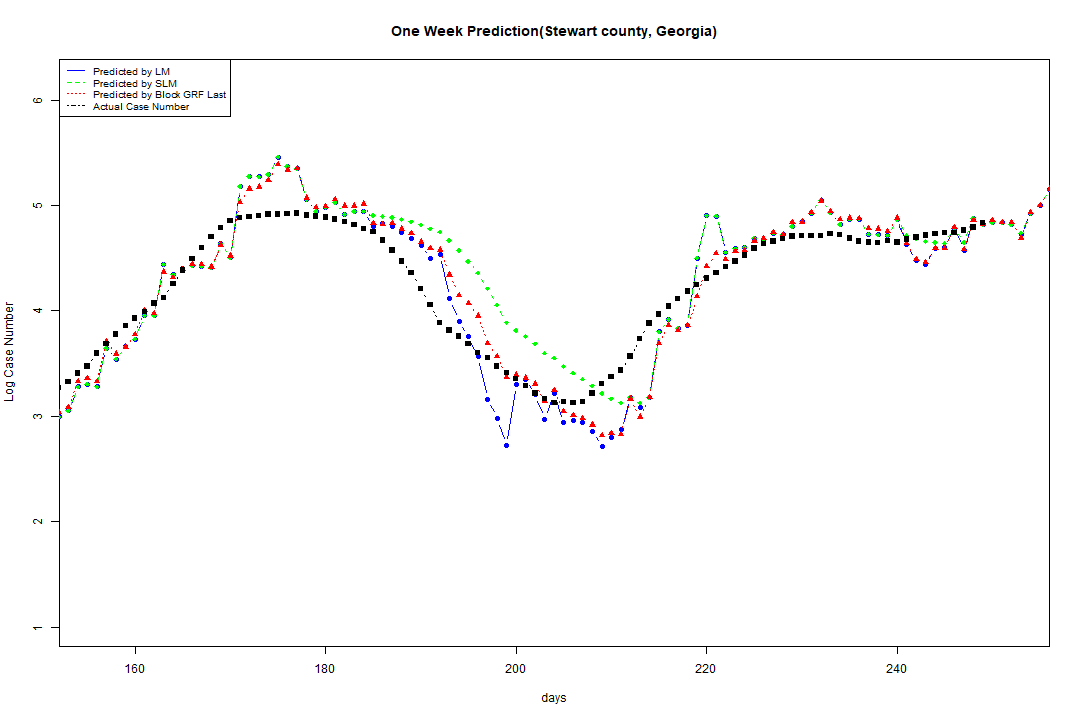 One Week Prediction(Stewart county, Georgia)
Predicted by LM
Predicted by SLM
Predicted by Block GRF Last
Actual Case Number
6
5
4
3
2
1
Log Case Number
160 180 200 220 240
days